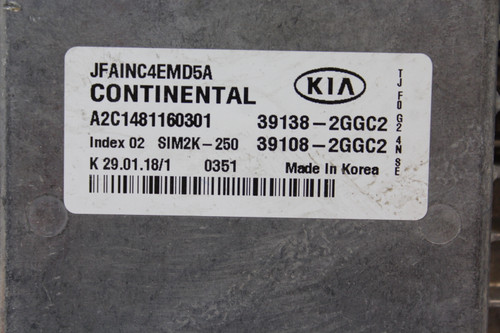 JFAINC4EMD5A
CONTINENTAL
KIA
A2C1481160301 39138-2GGC2
Index 02 SIM2K-250 39108-2GGC2
K 29.01.18/1 0351 Made in Korea
TJ F0 G2 4N SE